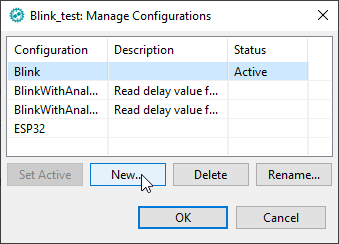 Blink_test: Manage Configurations
Configuration Description Status
Blink Active
BlinkWithAnal... Read delay value f...
BlinkWithAnal... Read delay value f...
ESP32
Set Active New... Delete Rename...
OK Cancel